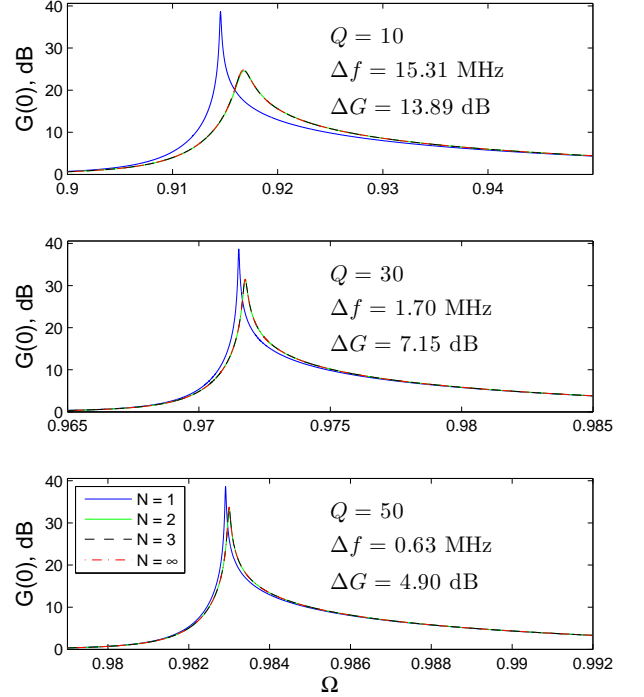 40
30
20
10
0
G(0), dB
Q = 10
Δf = 15.31 MHz
ΔG = 13.89 dB
0.9 0.91 0.92 0.93 0.94
40
30
20
10
0
G(0), dB
Q = 30
Δf = 1.70 MHz
ΔG = 7.15 dB
0.965 0.97 0.975 0.98 0.985
40
30
20
10
0
G(0), dB
N = 1
N = 2
N = 3
N = ∞
Q = 50
Δf = 0.63 MHz
ΔG = 4.90 dB
0.98 0.982 0.984 0.986 0.988 0.99 0.992
Ω